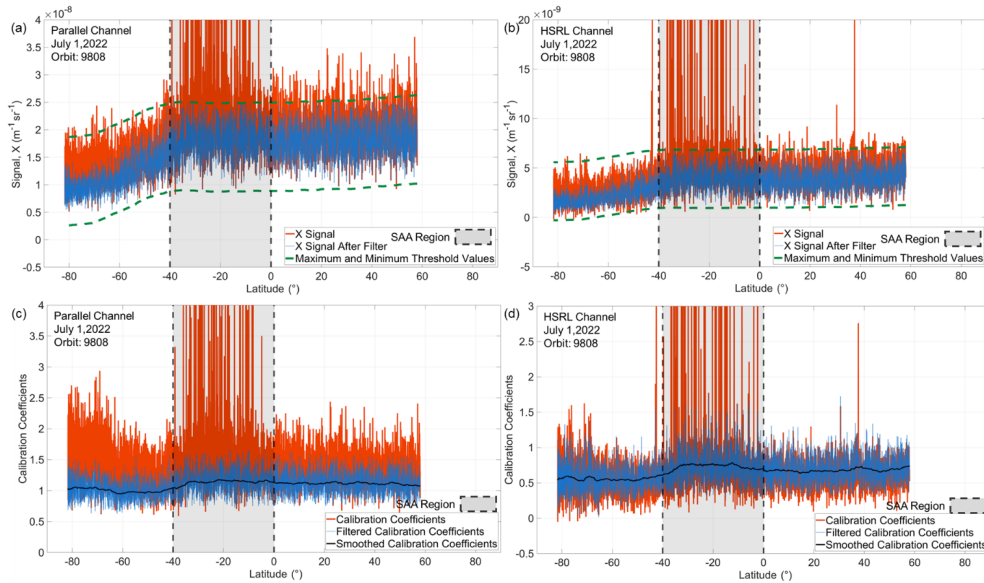 (a)
×10⁻⁸
Parallel Channel
July 1,2022
Orbit: 9808
4
3.5
3
2.5
2
1.5
1
0.5
0
-0.5
Signal, X (m⁻¹ sr⁻¹)
X Signal
SAA Region
X Signal After Filter
Maximum and Minimum Threshold Values
-80 -60 -40 -20 0 20 40 60 80
Latitude (°)
(b)
×10⁻⁹
HSRL Channel
July 1,2022
Orbit: 9808
20
15
10
5
0
-5
Signal, X (m⁻¹ sr⁻¹)
X Signal
SAA Region
X Signal After Filter
Maximum and Minimum Threshold Values
-80 -60 -40 -20 0 20 40 60 80
Latitude (°)
(c)
Parallel Channel
July 1,2022
Orbit: 9808
4
3.5
3
2.5
2
1.5
1
0.5
0
Calibration Coefficients
SAA Region
Calibration Coefficients
Filtered Calibration Coefficients
Smoothed Calibration Coefficients
-80 -60 -40 -20 0 20 40 60 80
Latitude (°)
(d)
HSRL Channel
July 1,2022
Orbit: 9808
3
2.5
2
1.5
1
0.5
0
-0.5
Calibration Coefficients
SAA Region
Calibration Coefficients
Filtered Calibration Coefficients
Smoothed Calibration Coefficients
-80 -60 -40 -20 0 20 40 60 80
Latitude (°)